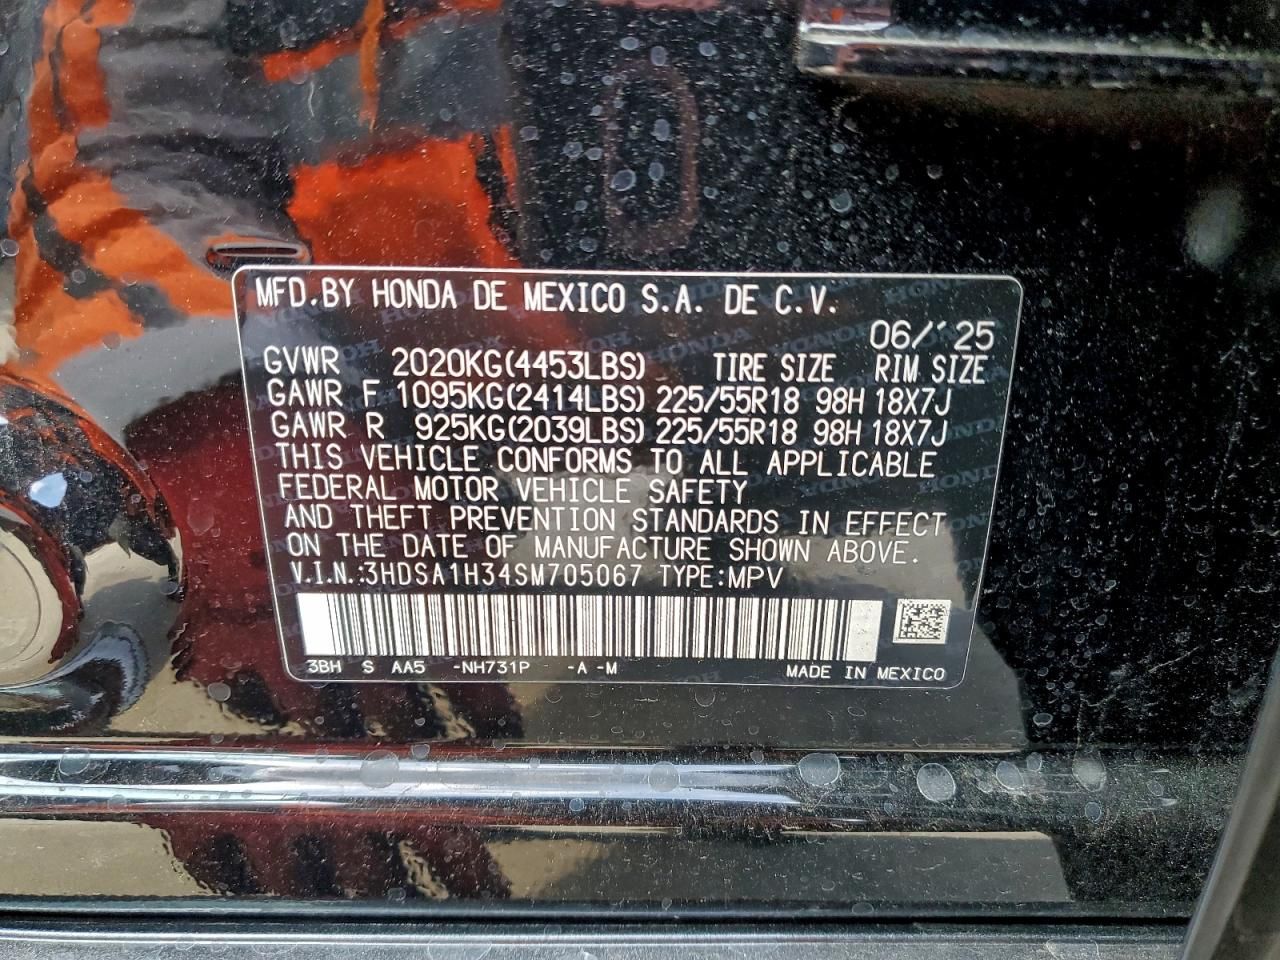 MFD.BY HONDA DE MEXICO S.A. DE C.V.
06/'25
GVWR 2020KG(4453LBS) TIRE SIZE RIM SIZE
GAWR F 1095KG(2414LBS) 225/55R18 98H 18X7J
GAWR R 925KG(2039LBS) 225/55R18 98H 18X7J
THIS VEHICLE CONFORMS TO ALL APPLICABLE
FEDERAL MOTOR VEHICLE SAFETY
AND THEFT PREVENTION STANDARDS IN EFFECT
ON THE DATE OF MANUFACTURE SHOWN ABOVE.
V.I.N.:3HDSA1H34SM705067 TYPE:MPV
3BH S AA5 -NH731P -A -M MADE IN MEXICO